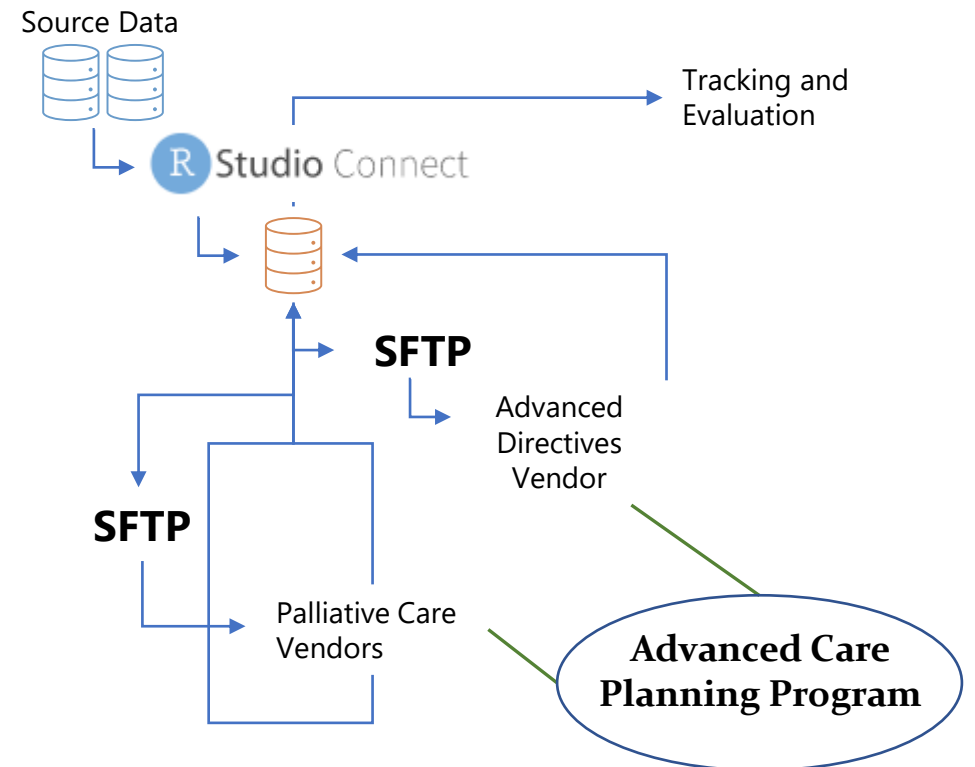 Source Data
Tracking and
Evaluation
R Studio Connect
SFTP
Advanced
Directives
Vendor
SFTP
Palliative Care
Vendors
Advanced Care
Planning Program